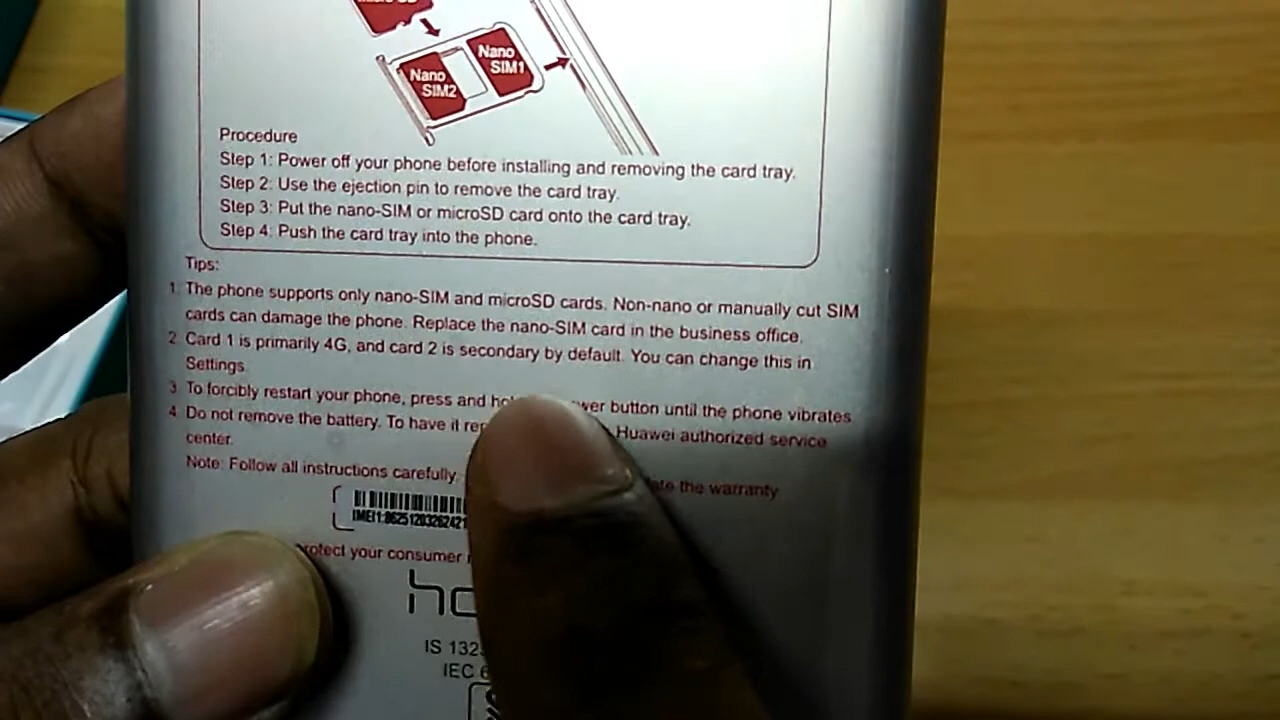 Nano
SIM1
Nano
SIM2
Procedure
Step 1: Power off your phone before installing and removing the card tray.
Step 2: Use the ejection pin to remove the card tray.
Step 3: Put the nano-SIM or microSD card onto the card tray.
Step 4: Push the card tray into the phone.
Tips:
1. The phone supports only nano-SIM and microSD cards. Non-nano or manually cut SIM
cards can damage the phone. Replace the nano-SIM card in the business office.
2. Card 1 is primarily 4G, and card 2 is secondary by default. You can change this in
Settings.
3. To forcibly restart your phone, press and button until the phone vibrates.
4. Do not remove the battery. To have it Huawei authorized service
center.
Note: Follow all instructions carefully. the warranty
IMEI1:
your consumer
IS
IEC